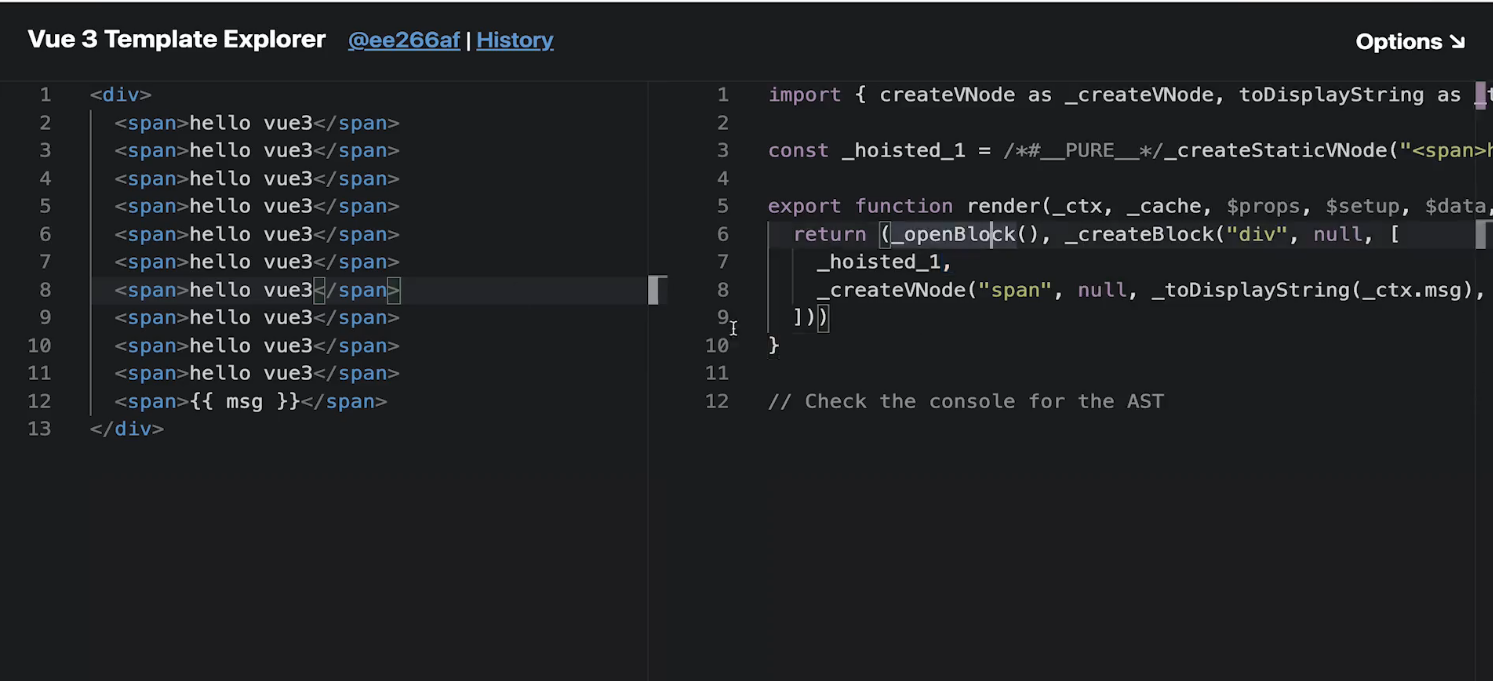 Vue 3 Template Explorer @ee266af | History
Options ↘
1 <div>
2 <span>hello vue3</span>
3 <span>hello vue3</span>
4 <span>hello vue3</span>
5 <span>hello vue3</span>
6 <span>hello vue3</span>
7 <span>hello vue3</span>
8 <span>hello vue3</span>
9 <span>hello vue3</span>
10 <span>hello vue3</span>
11 <span>hello vue3</span>
12 <span>{{ msg }}</span>
13 </div>
1 import { createVNode as _createVNode, toDisplayString as _t
2
3 const _hoisted_1 = /*#__PURE__*/_createStaticVNode("<span>h
4
5 export function render(_ctx, _cache, $props, $setup, $data,
6 return (_openBlock(), _createBlock("div", null, [
7 _hoisted_1,
8 _createVNode("span", null, _toDisplayString(_ctx.msg),
9 ]))
10 }
11
12 // Check the console for the AST